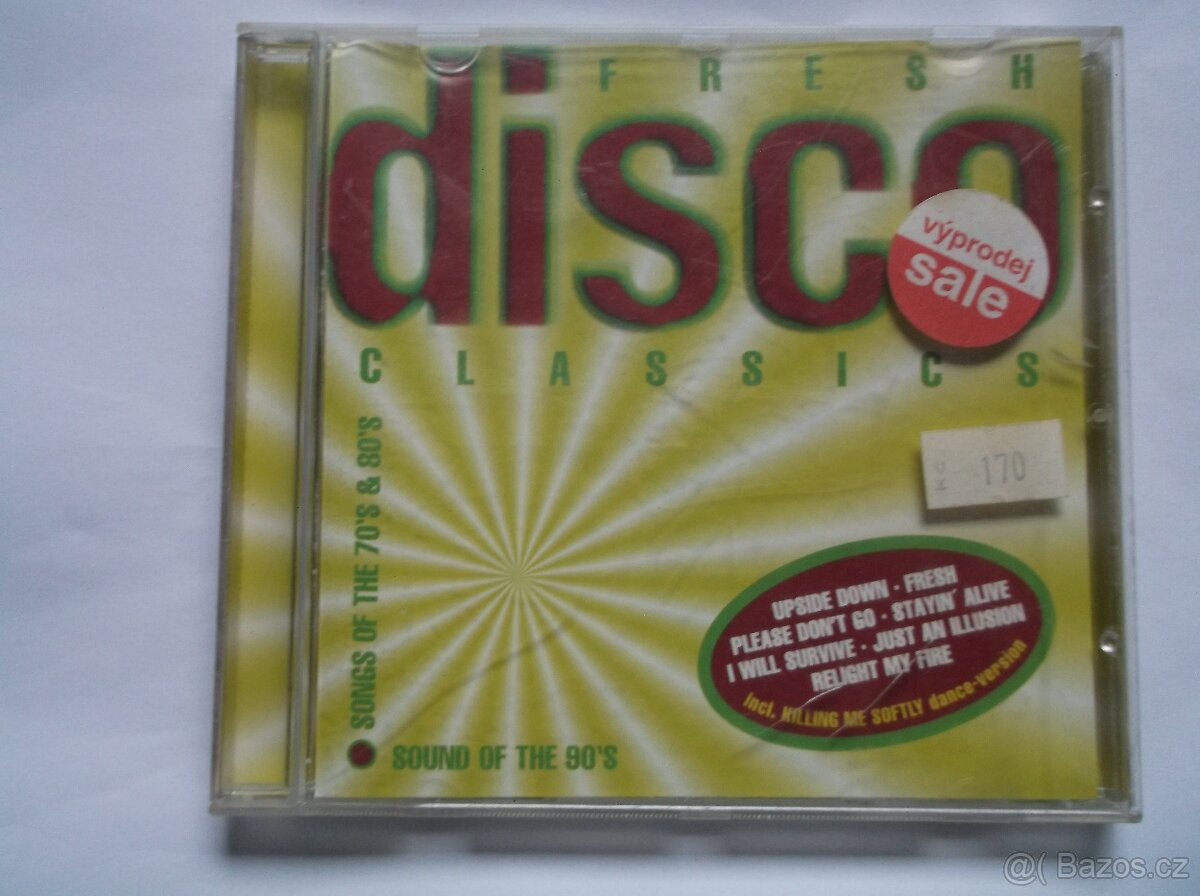 FRESH
disco
výprodej
sale
CLASSICS
SONGS OF THE 70'S & 80'S
SOUND OF THE 90'S
Kč 170
UPSIDE DOWN · FRESH
PLEASE DON'T GO · STAYIN' ALIVE
I WILL SURVIVE · JUST AN ILLUSION
RELIGHT MY FIRE
incl. KILLING ME SOFTLY dance-version
@( Bazos.cz